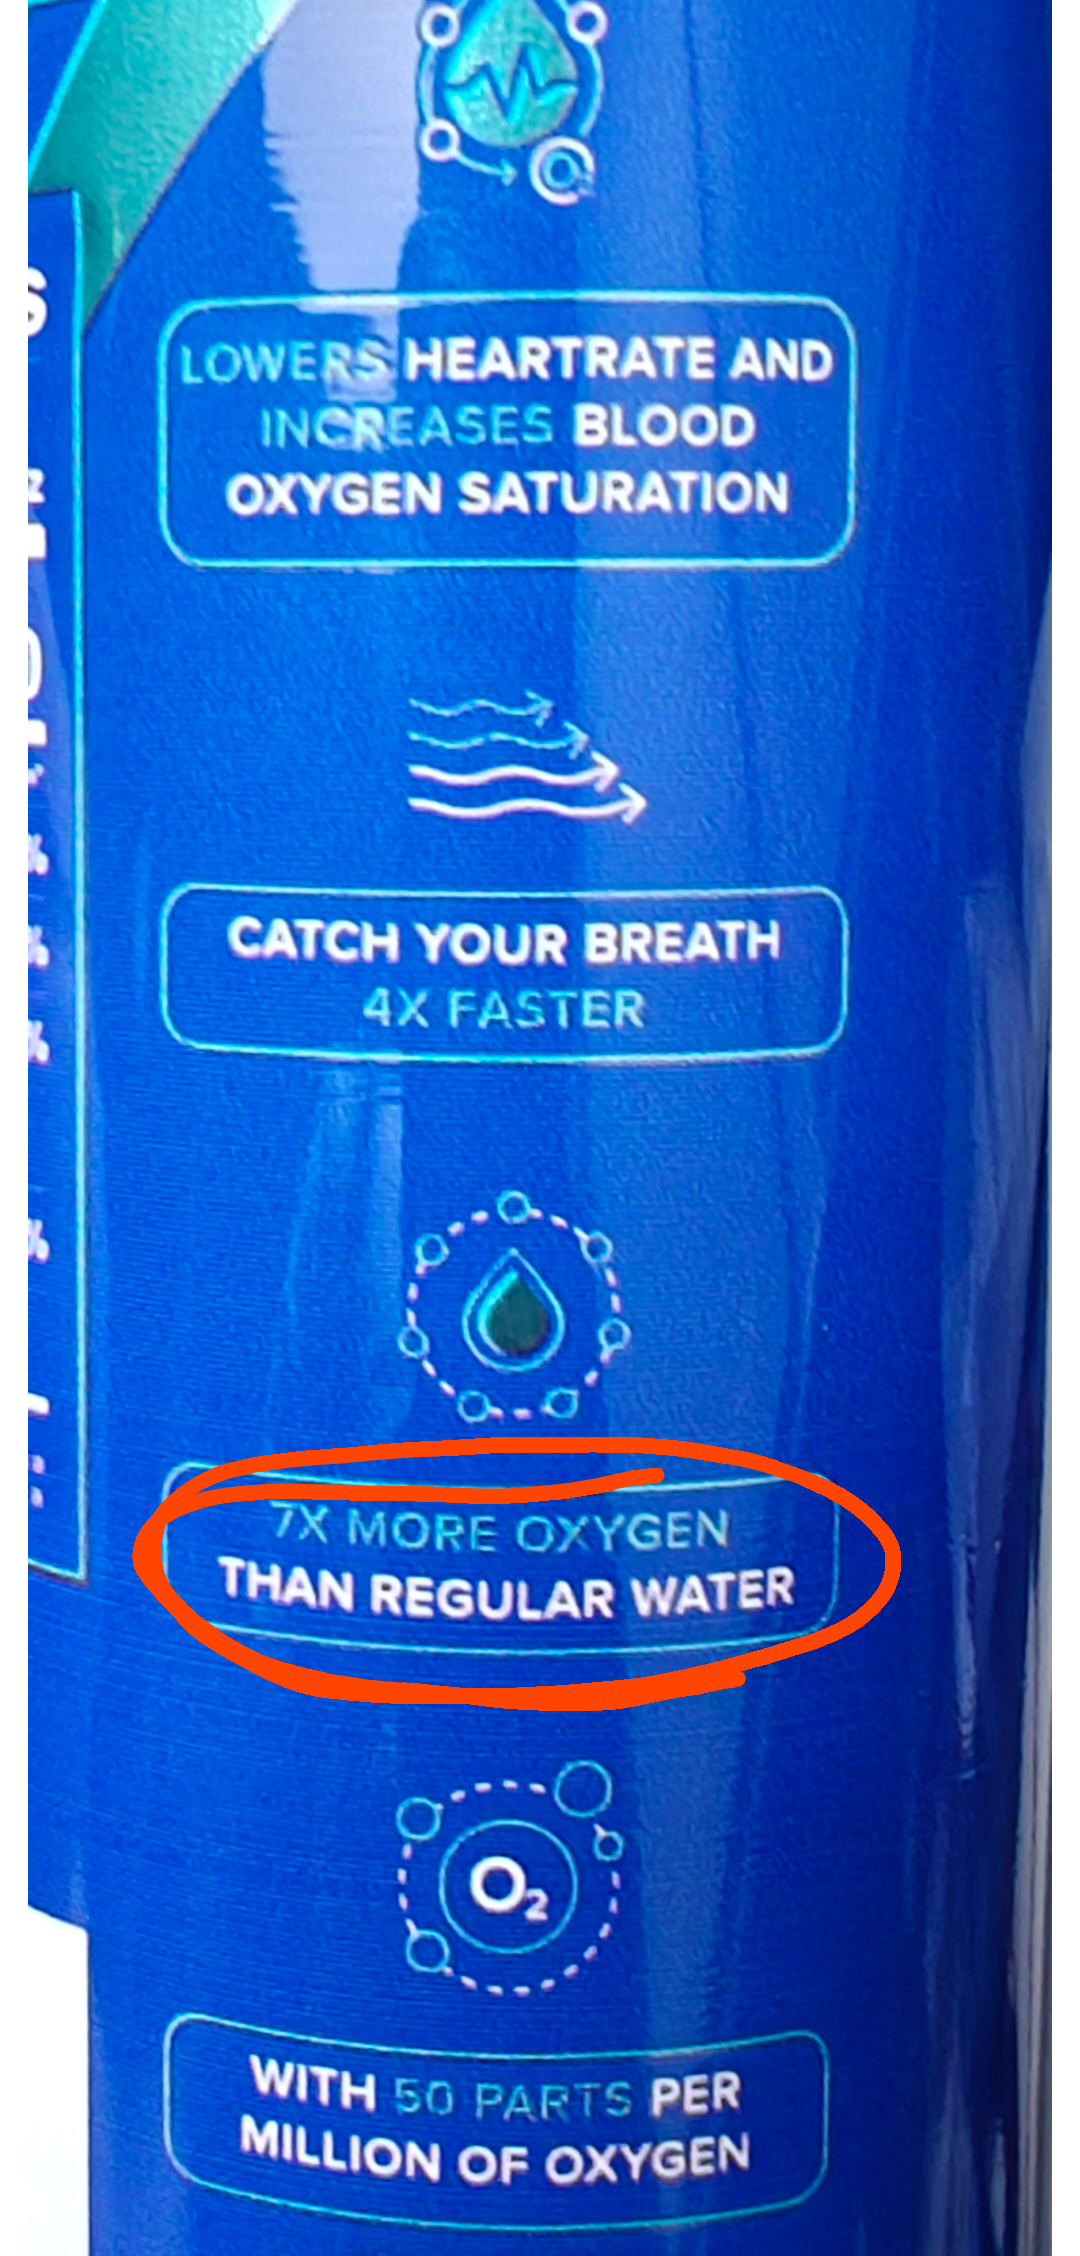 LOWERS HEARTRATE AND
INCREASES BLOOD
OXYGEN SATURATION
CATCH YOUR BREATH
4X FASTER
7X MORE OXYGEN
THAN REGULAR WATER
O₂
WITH 50 PARTS PER
MILLION OF OXYGEN